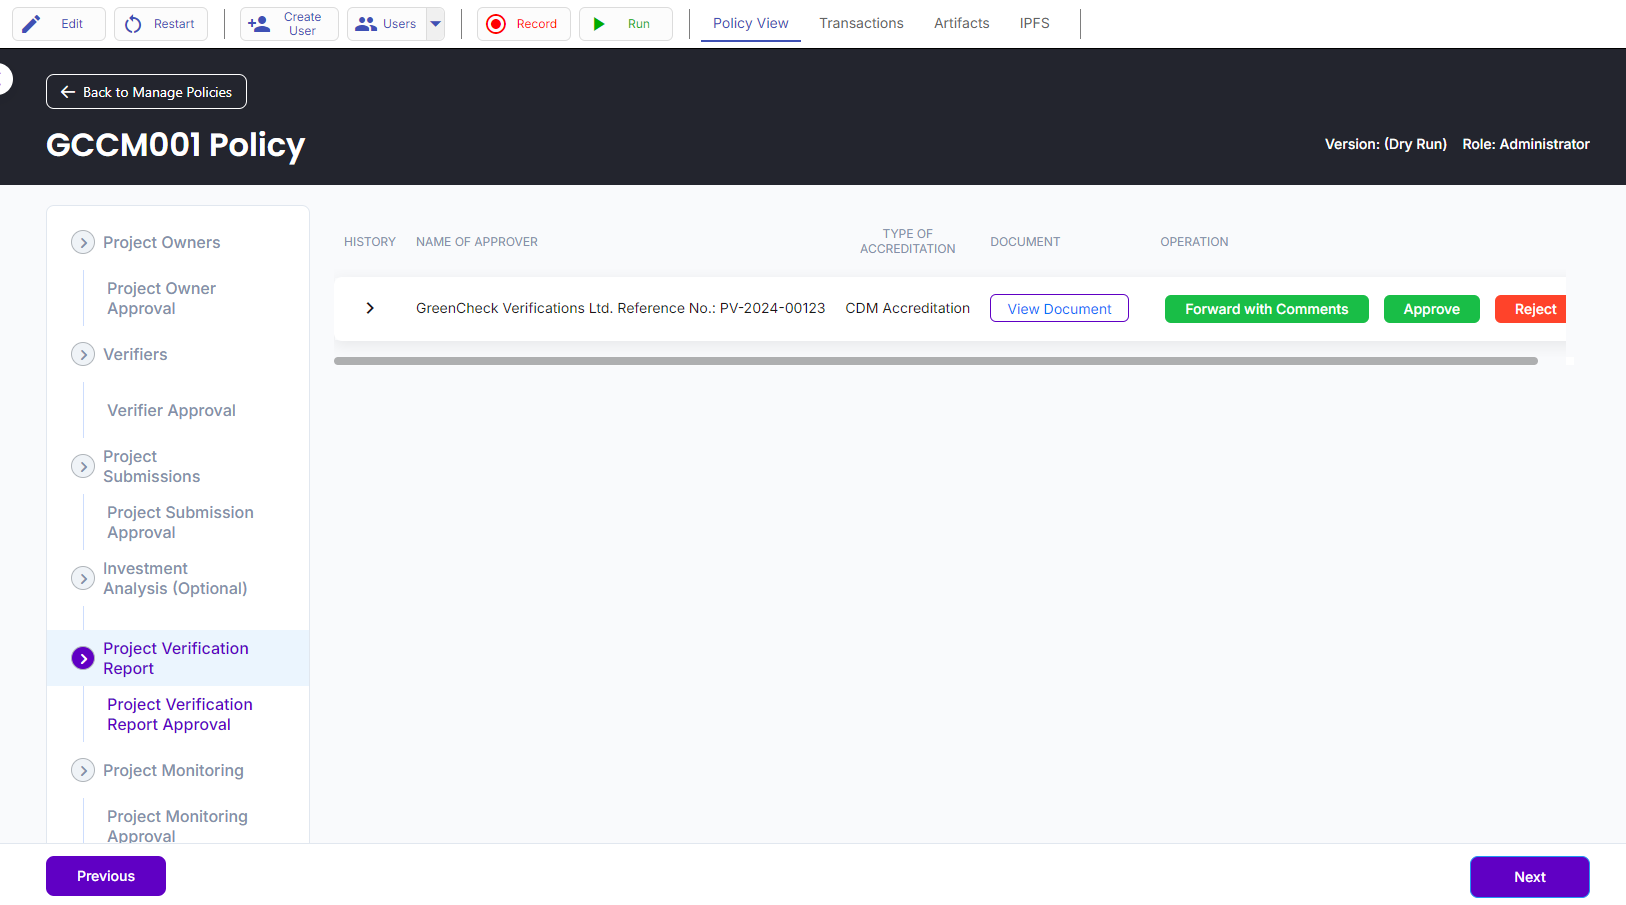 Edit
Restart
Create
User
Users
Record
Run
Policy View
Transactions
Artifacts
IPFS
Back to Manage Policies
GCCM001 Policy
Version: (Dry Run)
Role: Administrator
Project Owners
Project Owner
Approval
Verifiers
Verifier Approval
Project
Submissions
Project Submission
Approval
Investment
Analysis (Optional)
Project Verification
Report
Project Verification
Report Approval
Project Monitoring
Project Monitoring
Approval
HISTORY
NAME OF APPROVER
TYPE OF
ACCREDITATION
DOCUMENT
OPERATION
GreenCheck Verifications Ltd. Reference No.: PV-2024-00123
CDM Accreditation
View Document
Forward with Comments
Approve
Reject
Previous
Next